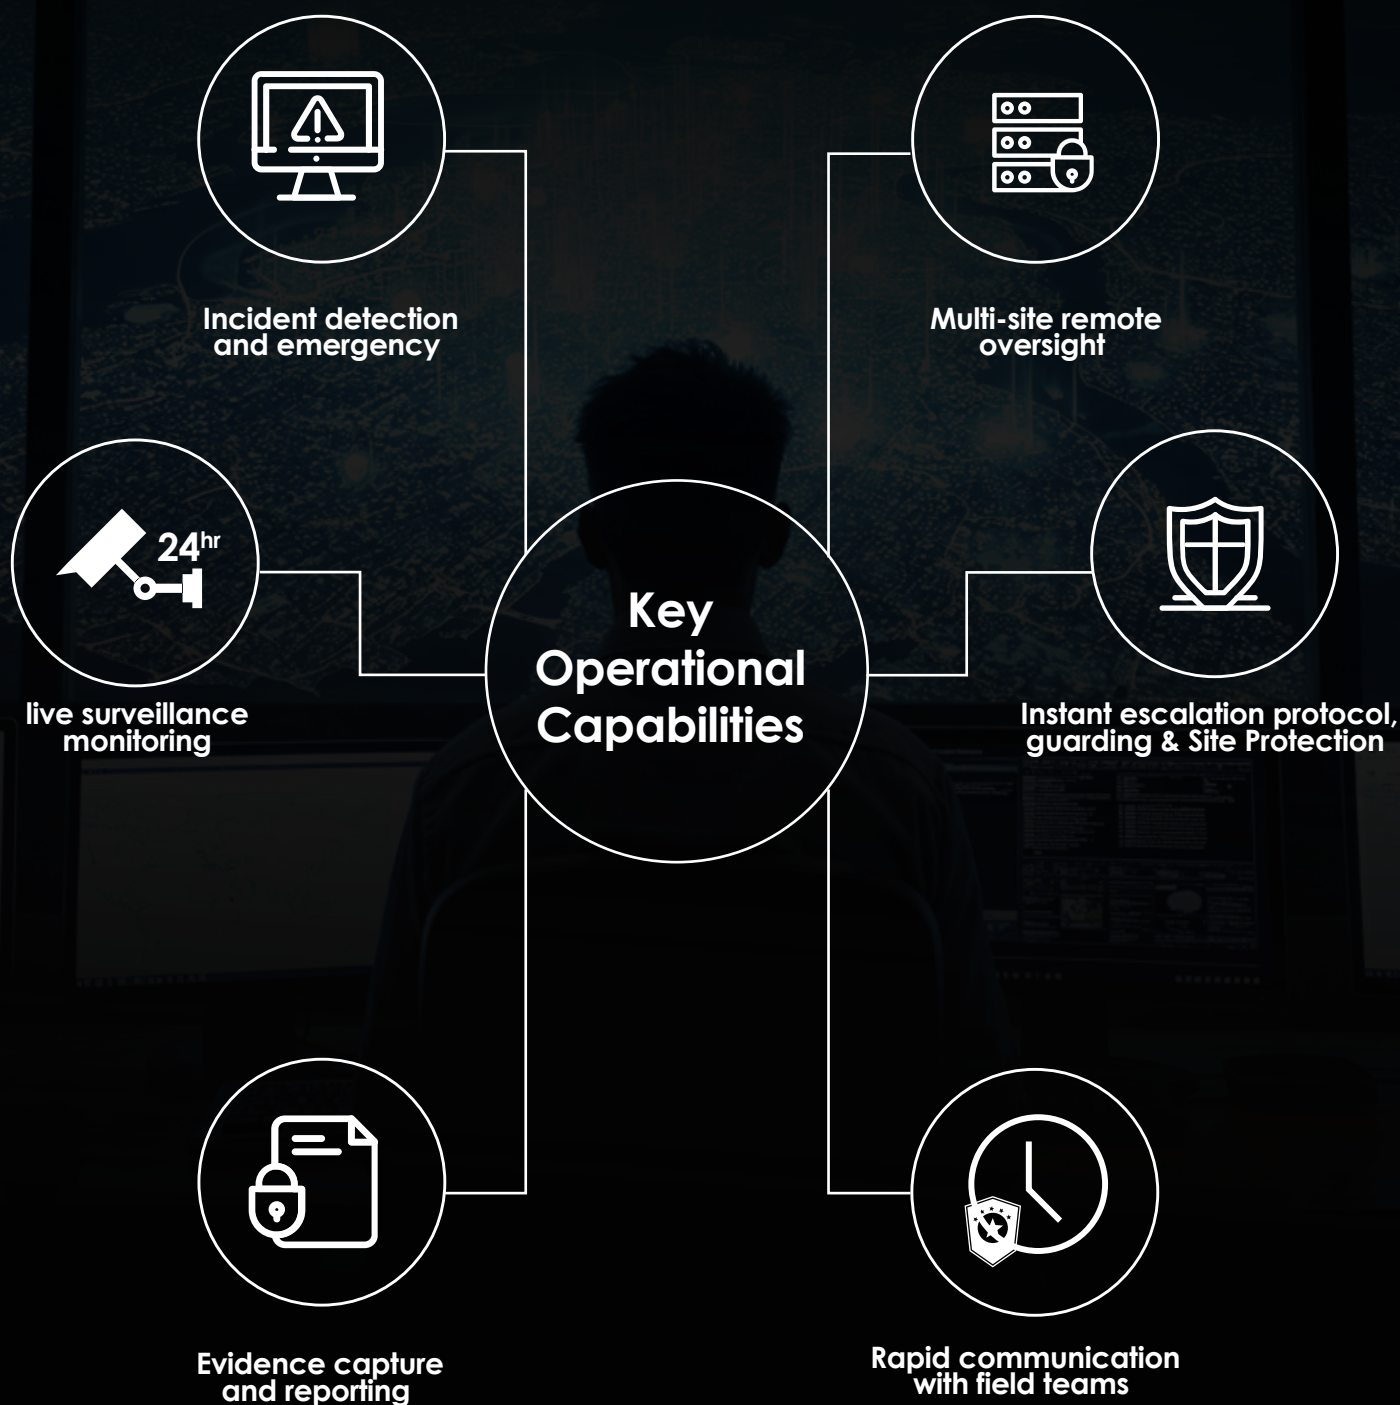 Incident detection
and emergency
Multi-site remote
oversight
24hr
live surveillance
monitoring
Key
Operational
Capabilities
Instant escalation protocol,
guarding & Site Protection
Evidence capture
and reporting
Rapid communication
with field teams